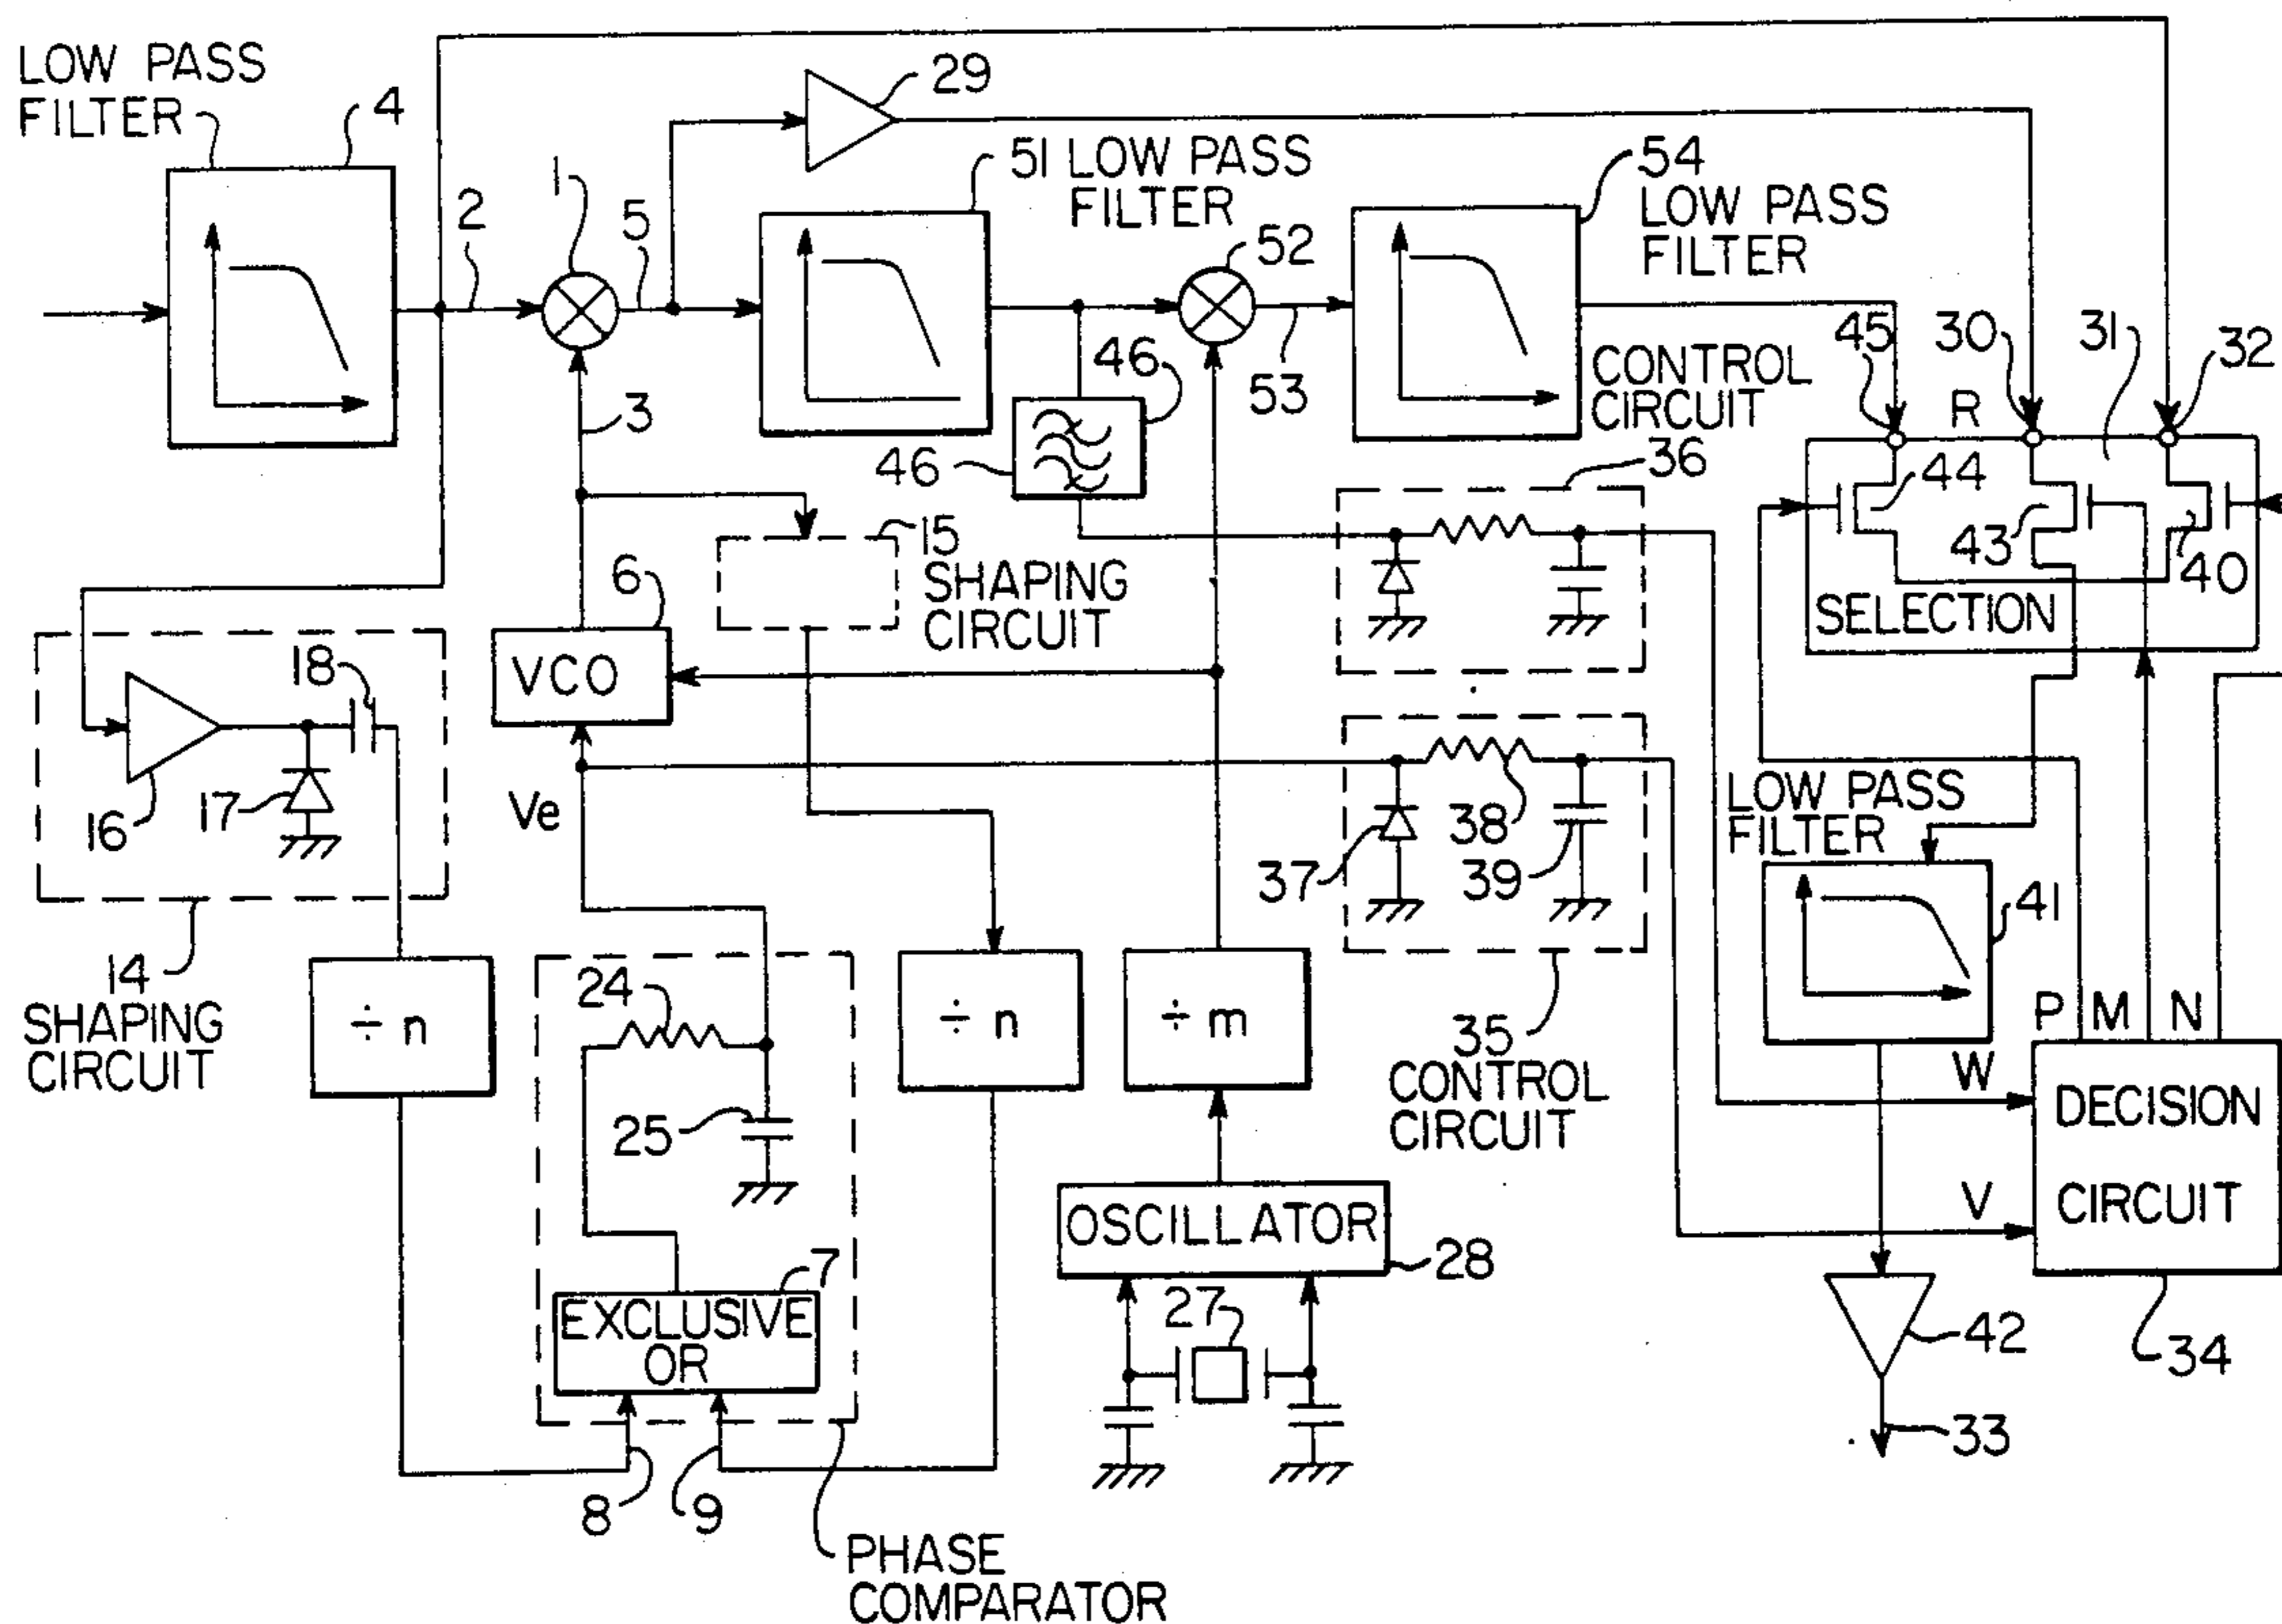 LOW PASS
FILTER
4
29
1
2
5
51 LOW PASS
FILTER
52
54
LOW PASS
FILTER
3
46
46
53
CONTROL
CIRCUIT
36
45
R
30
31
32
44
43
40
SELECTION
15
SHAPING
CIRCUIT
6
VCO
18
16
17
Ve
38
37
39
35
CONTROL
CIRCUIT
LOW PASS
FILTER
41
14
SHAPING
CIRCUIT
÷ n
24
25
÷ n
÷ m
P M N
W
V
DECISION
CIRCUIT
34
OSCILLATOR
28
27
7
EXCLUSIVE
OR
8
9
PHASE
COMPARATOR
42
33